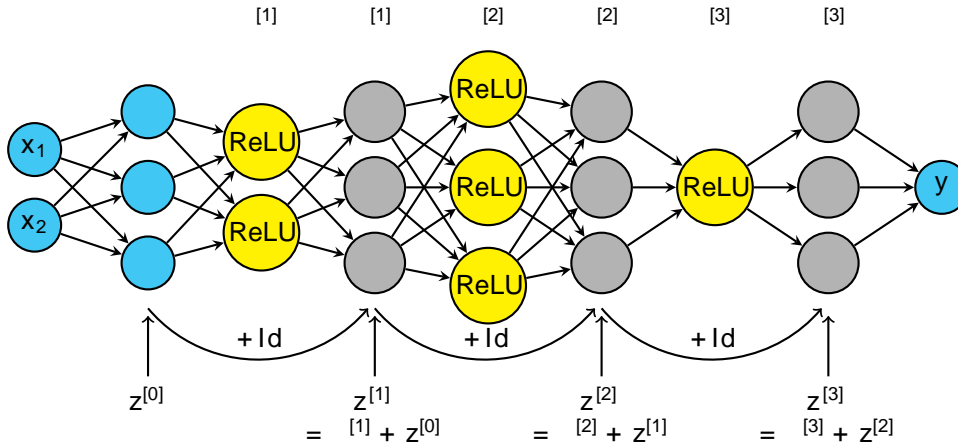 [1] [1] [2] [2] [3] [3]
ReLU
ReLU ReLU
x1 ReLU ReLU y
x2 ReLU
ReLU
+ Id + Id + Id
z[0] z[1] z[2] z[3]
= [1] + z[0] = [2] + z[1] = [3] + z[2]